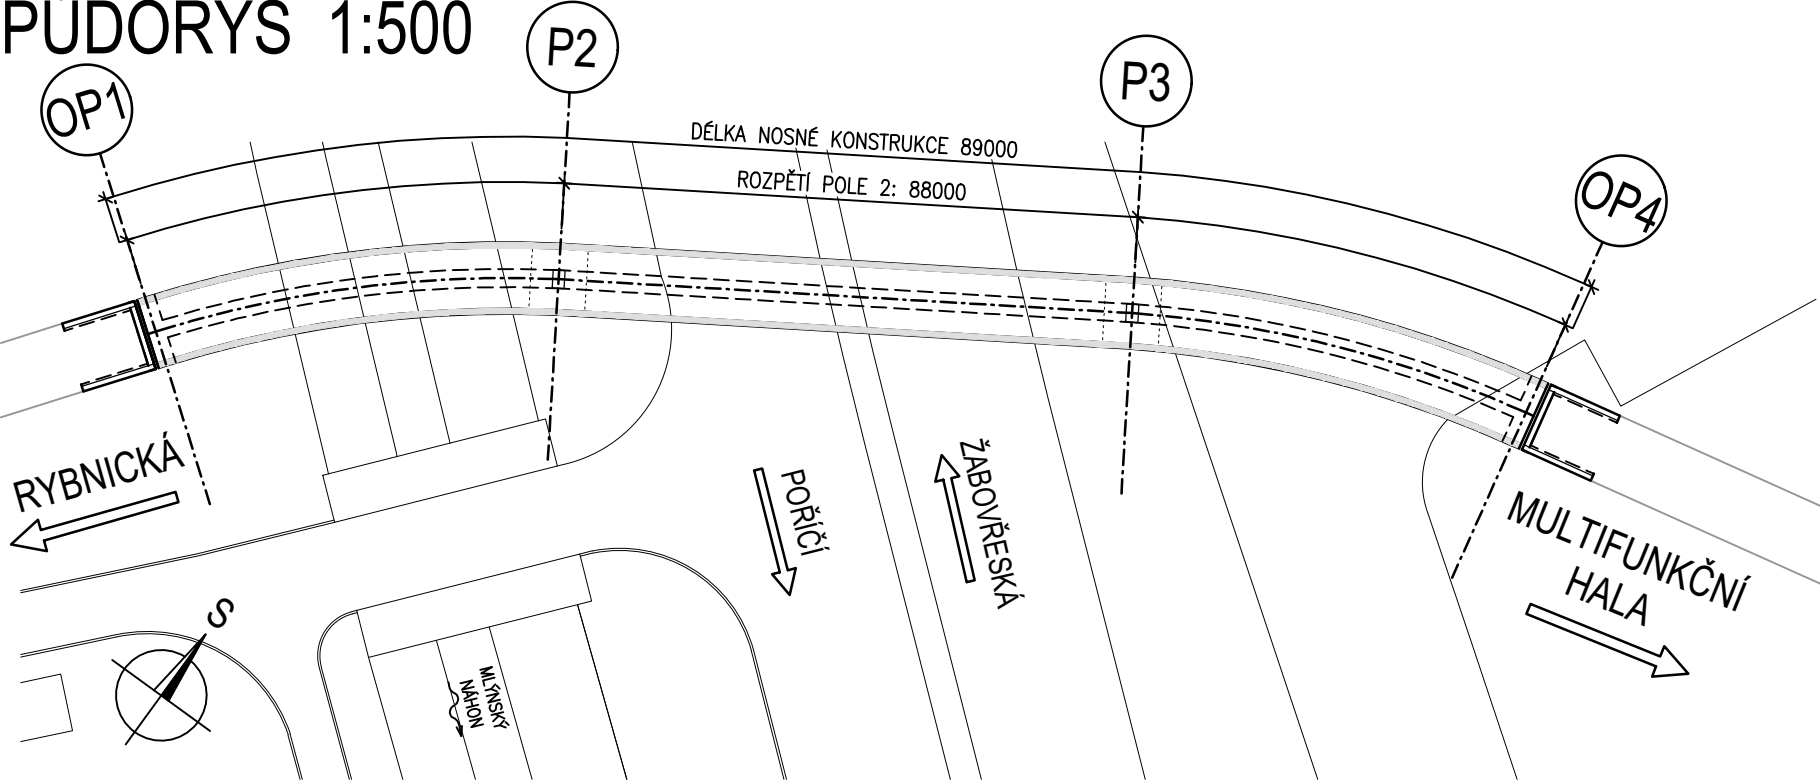 PŮDORYS 1:500
OP1
P2
P3
OP4
DÉLKA NOSNÉ KONSTRUKCE 89000
ROZPĚTÍ POLE 2: 88000
RYBNICKÁ
POŘÍČÍ
ŽABOVŘESKÁ
MULTIFUNKČNÍ
HALA
S
MLÝNSKÝ
NÁHON